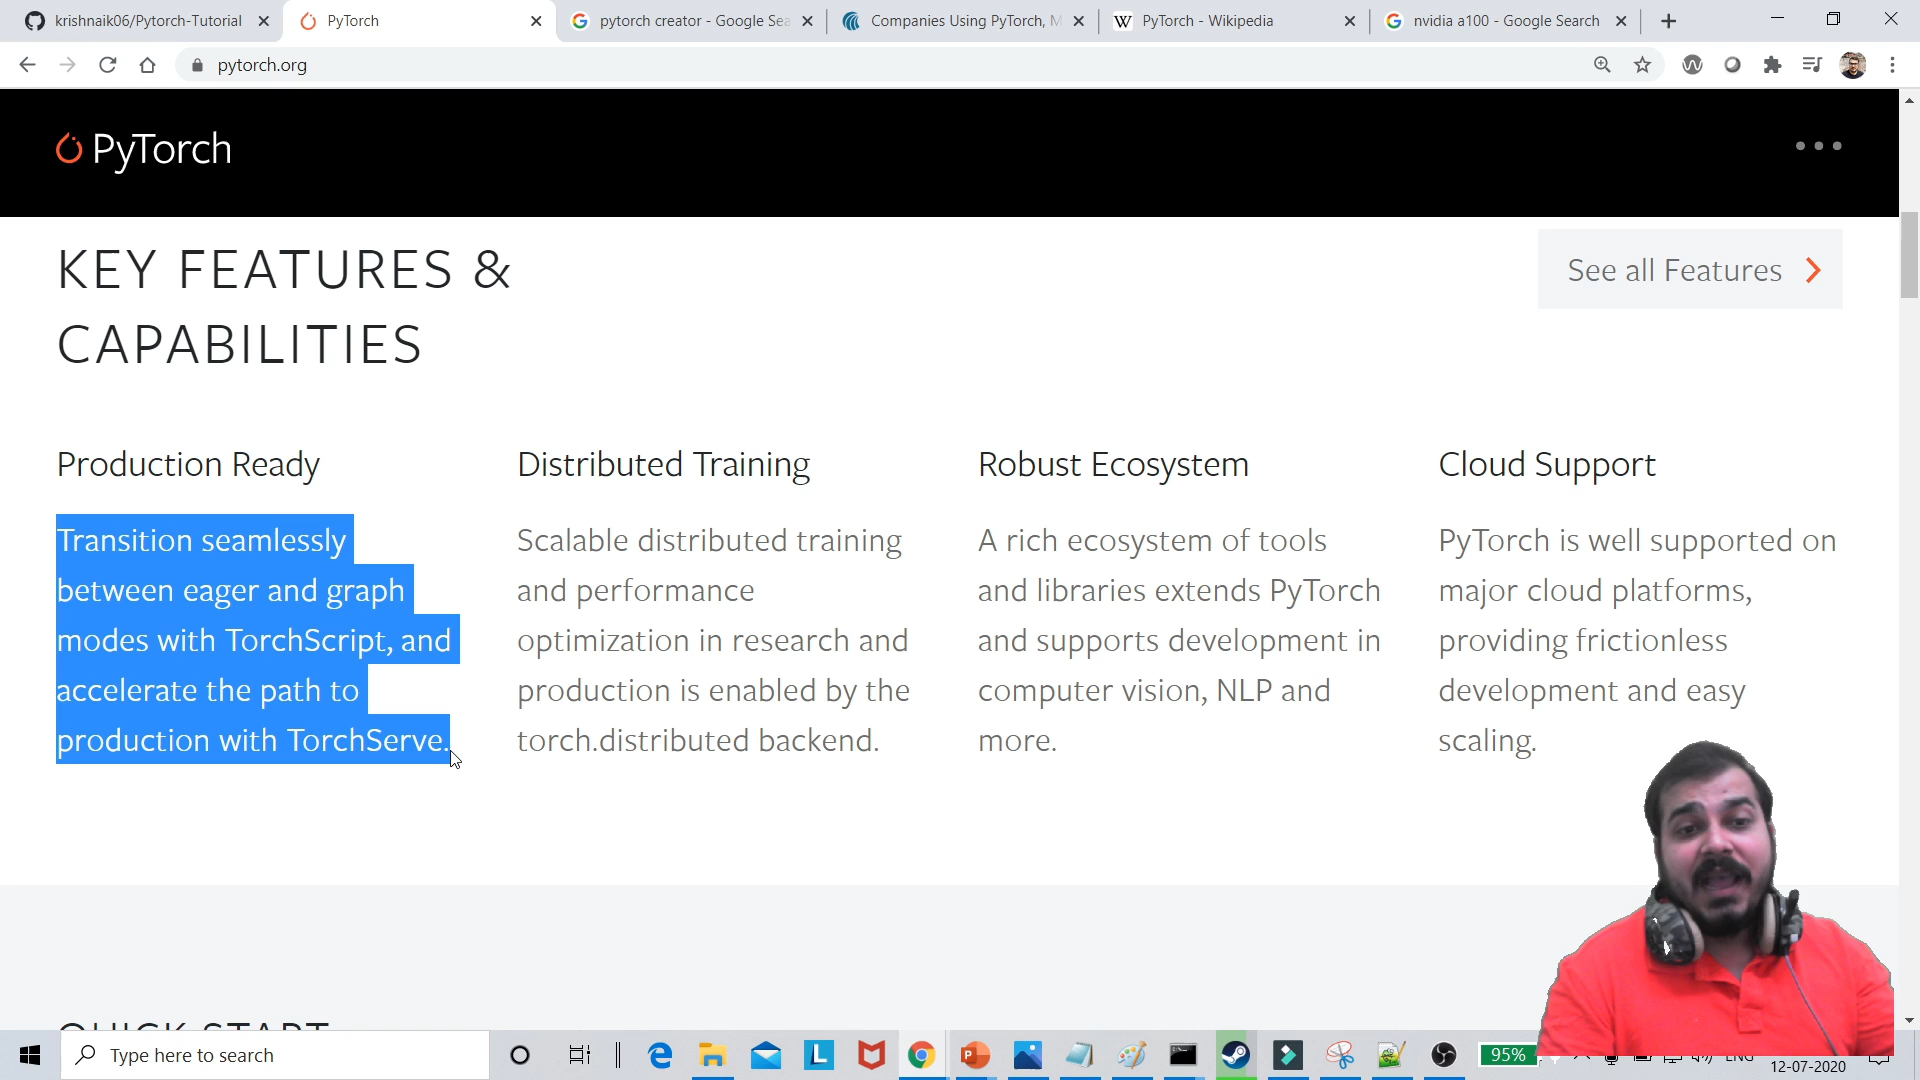 krishnaik06/Pytorch-Tutorial
PyTorch
pytorch creator - Google Sea
Companies Using PyTorch, M
PyTorch - Wikipedia
nvidia a100 - Google Search
pytorch.org
PyTorch
KEY FEATURES &
CAPABILITIES
See all Features
Production Ready
Transition seamlessly
between eager and graph
modes with TorchScript, and
accelerate the path to
production with TorchServe.
Distributed Training
Scalable distributed training
and performance
optimization in research and
production is enabled by the
torch.distributed backend.
Robust Ecosystem
A rich ecosystem of tools
and libraries extends PyTorch
and supports development in
computer vision, NLP and
more.
Cloud Support
PyTorch is well supported on
major cloud platforms,
providing frictionless
development and easy
scaling.
QUICK START
Type here to search
95%
ENG
12-07-2020